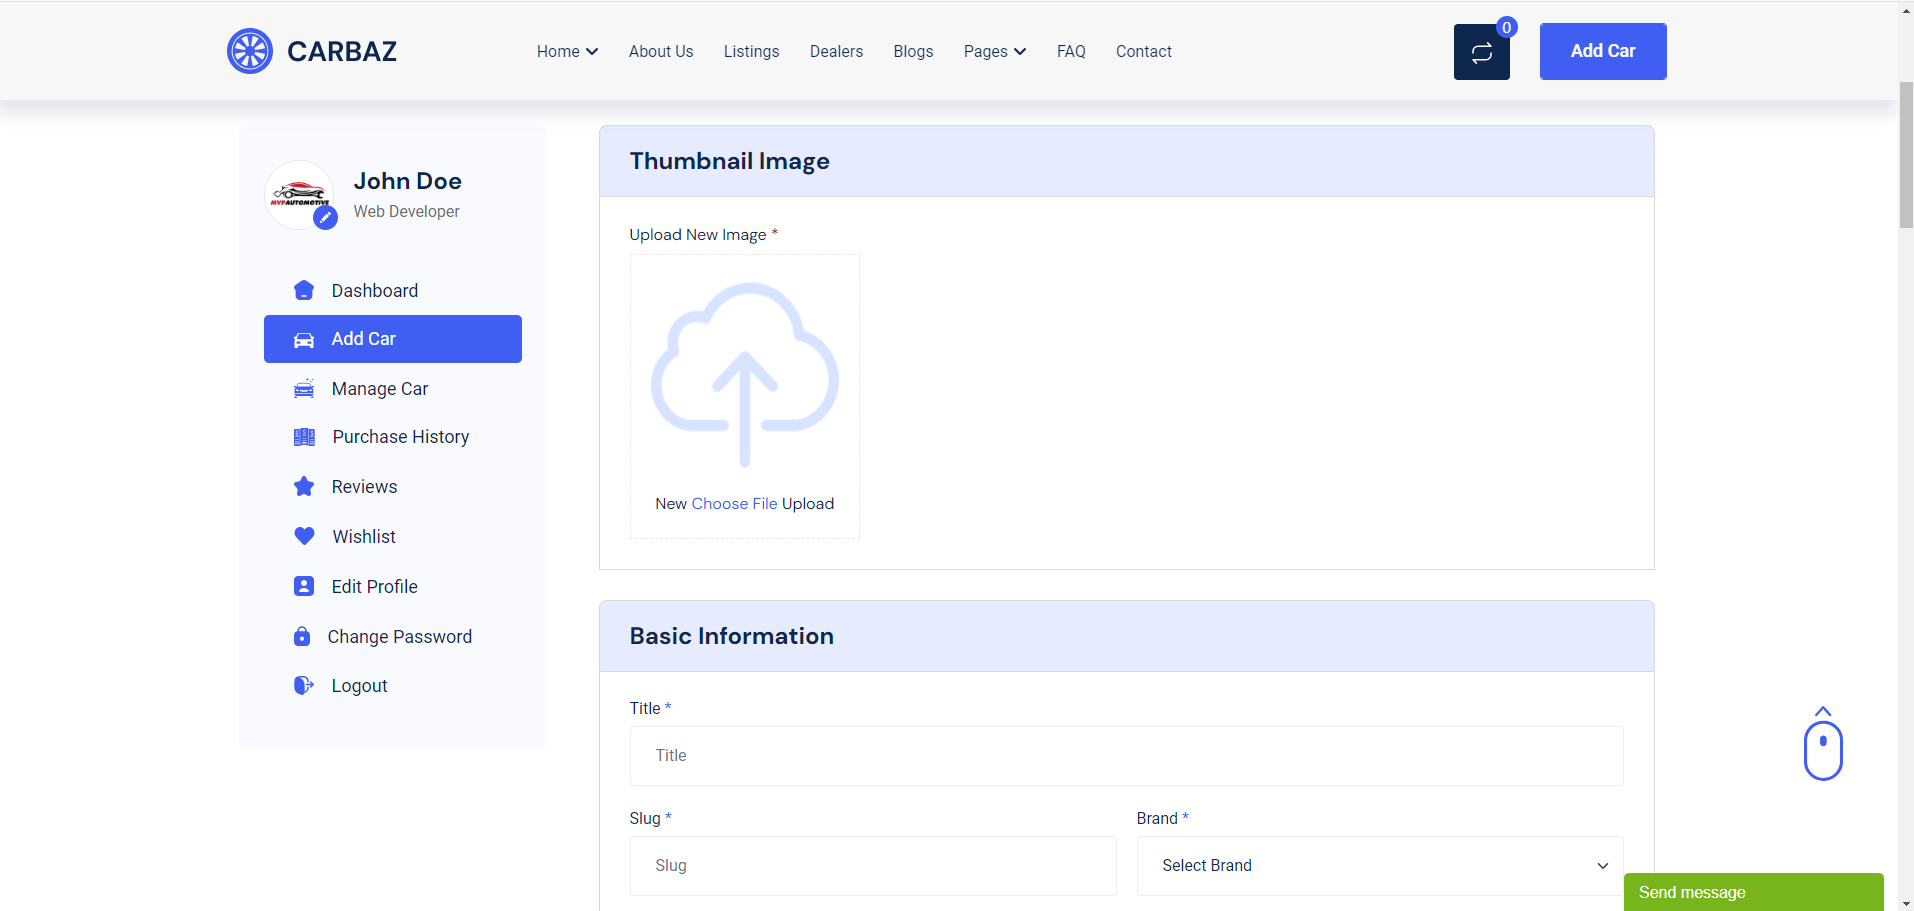 CARBAZ
Home
About Us
Listings
Dealers
Blogs
Pages
FAQ
Contact
0
Add Car
MVPAUTOMOTIVE
John Doe
Web Developer
Dashboard
Add Car
Manage Car
Purchase History
Reviews
Wishlist
Edit Profile
Change Password
Logout
Thumbnail Image
Upload New Image *
New Choose File Upload
Basic Information
Title *
Title
Slug *
Slug
Brand *
Select Brand
Send message